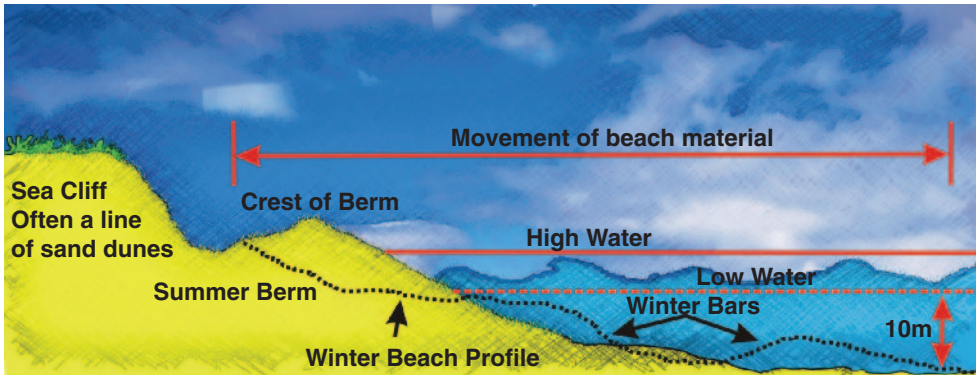 Movement of beach material
Sea Cliff
Often a line
of sand dunes
Crest of Berm
High Water
Low Water
Summer Berm
Winter Bars
10m
Winter Beach Profile